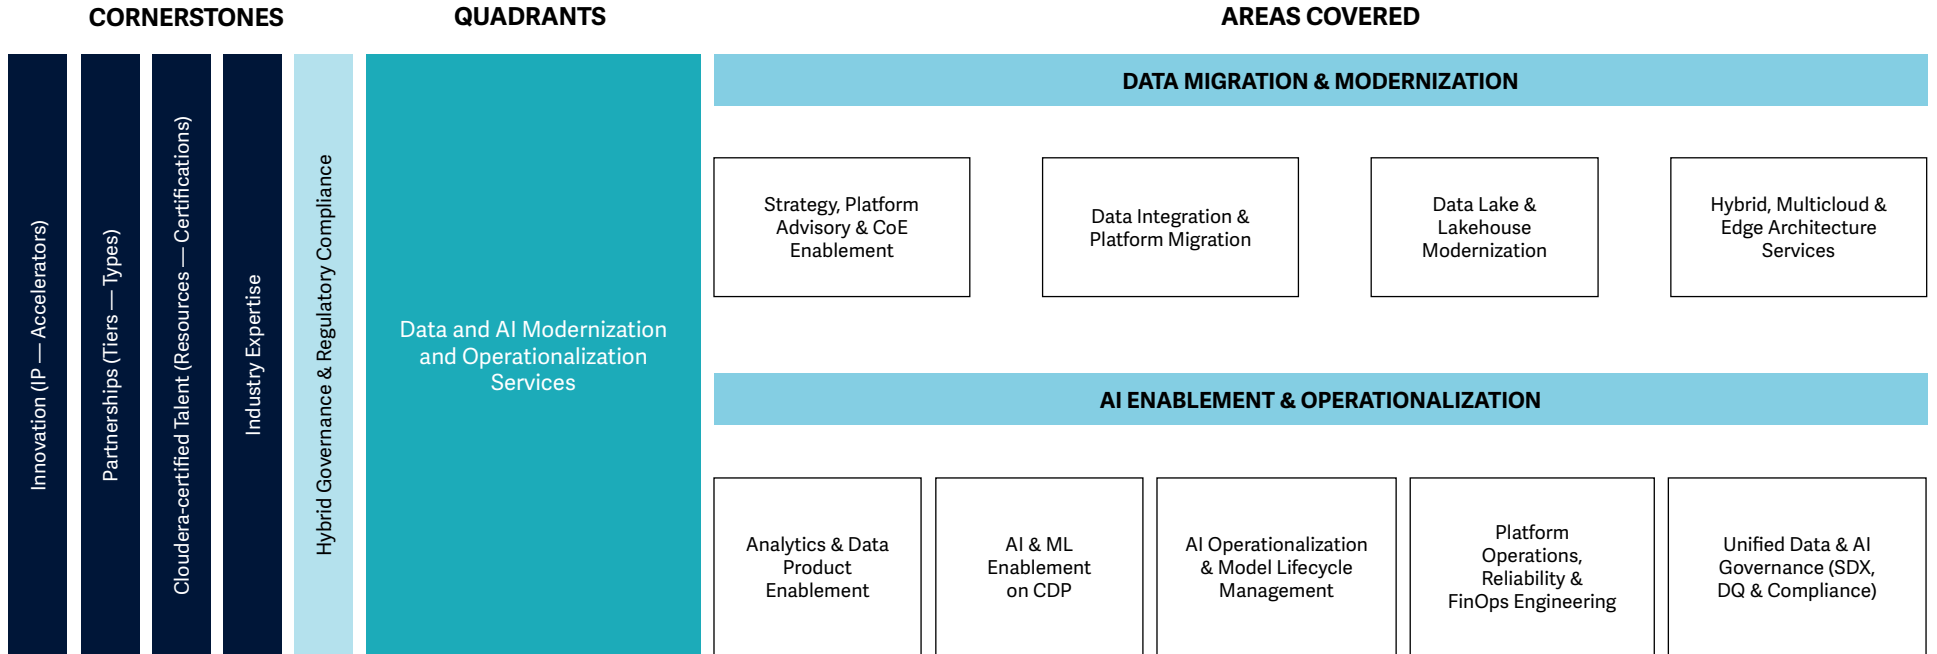 CORNERSTONES
QUADRANTS
AREAS COVERED
Innovation (IP — Accelerators)
Partnerships (Tiers — Types)
Cloudera-certified Talent (Resources — Certifications)
Industry Expertise
Hybrid Governance & Regulatory Compliance
Data and AI Modernization
and Operationalization
Services
DATA MIGRATION & MODERNIZATION
Strategy, Platform
Advisory & CoE
Enablement
Data Integration &
Platform Migration
Data Lake &
Lakehouse
Modernization
Hybrid, Multicloud &
Edge Architecture
Services
AI ENABLEMENT & OPERATIONALIZATION
Analytics & Data
Product
Enablement
AI & ML
Enablement
on CDP
AI Operationalization
& Model Lifecycle
Management
Platform
Operations,
Reliability &
FinOps Engineering
Unified Data & AI
Governance (SDX,
DQ & Compliance)